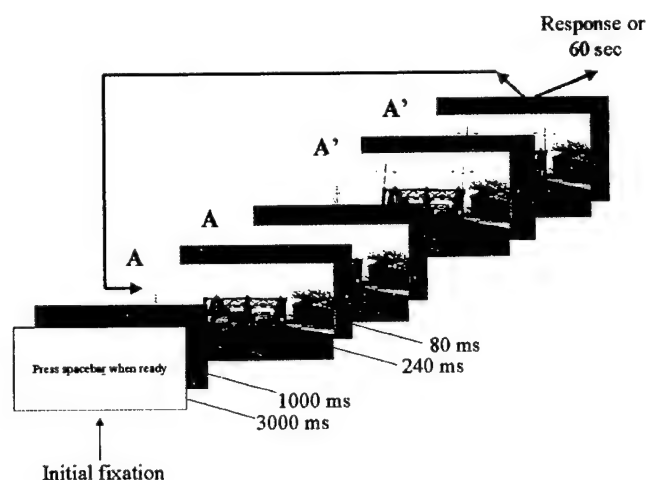 Response or
60 sec
A'
A'
A
A
80 ms
240 ms
Press spacebar when ready
1000 ms
3000 ms
Initial fixation